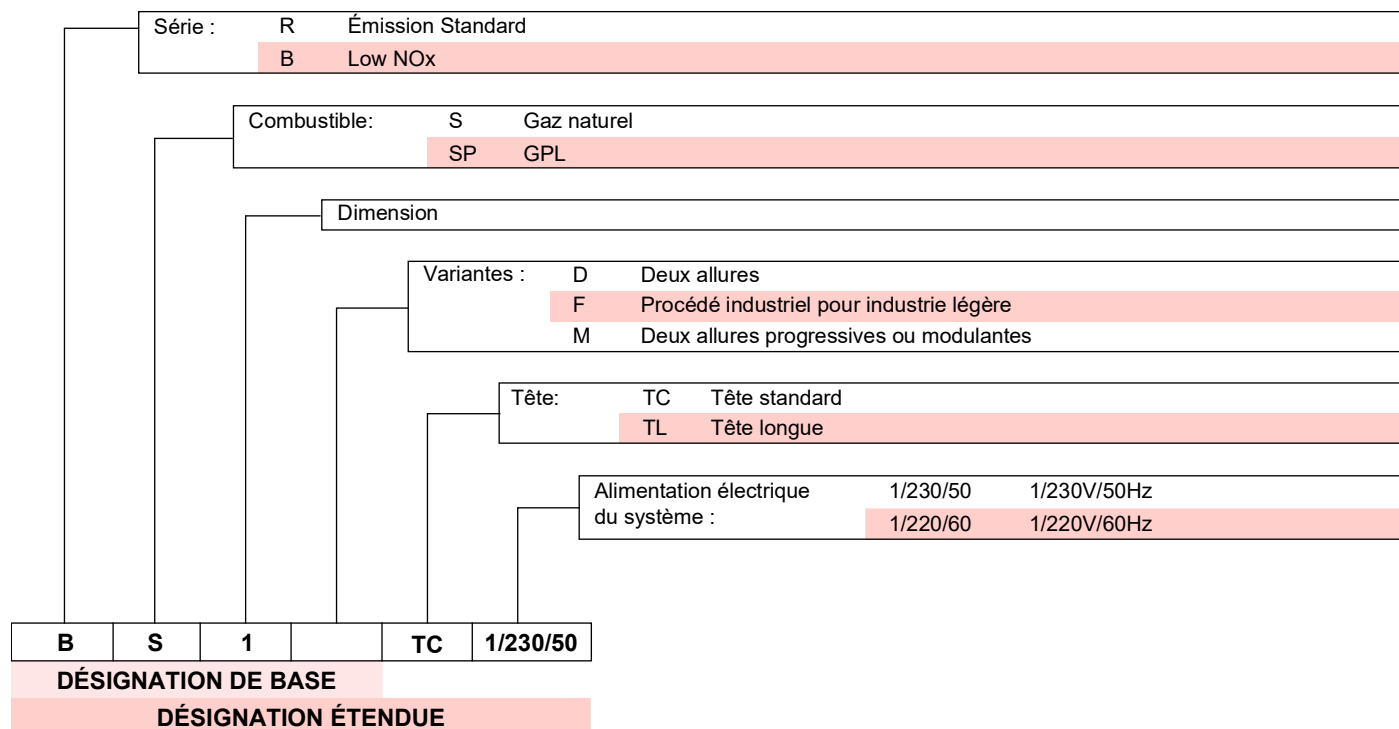 Série : R Émission Standard
B Low NOx
Combustible: S Gaz naturel
SP GPL
Dimension
Variantes : D Deux allures
F Procédé industriel pour industrie légère
M Deux allures progressives ou modulantes
Tête: TC Tête standard
TL Tête longue
Alimentation électrique 1/230/50 1/230V/50Hz
du système : 1/220/60 1/220V/60Hz
B S 1 TC 1/230/50
DÉSIGNATION DE BASE
DÉSIGNATION ÉTENDUE